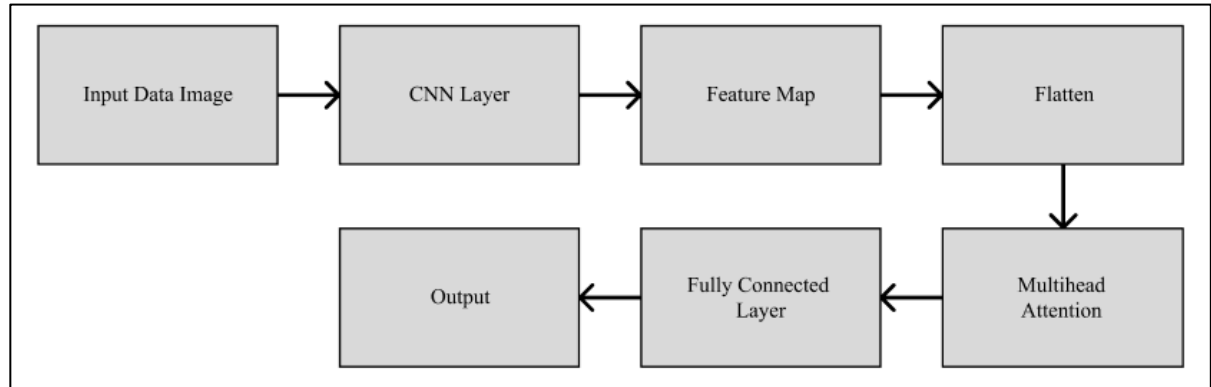 Input Data Image
CNN Layer
Feature Map
Flatten
Multihead
Attention
Fully Connected
Layer
Output